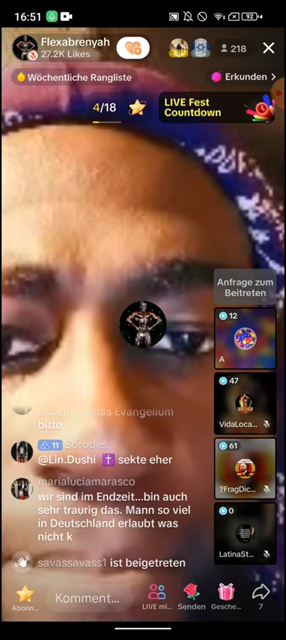 16:51
92
Flexabrenyah
27.2K Likes
10+
218
Wöchentliche Rangliste
Erkunden >
4/18
LIVE Fest
Countdown
Anfrage zum
Beitreten
12
A
47
VidaLoca...
61
?FragDic...
0
LatinaSt...
das Evangelium
bitte
11 Sorodes
@Lin.Dushi ✝️ sekte eher
marialuciamarasco
wir sind im Endzeit...bin auch
sehr traurig das. Mann so viel
in Deutschland erlaubt was
nicht k
savassavass1 ist beigetreten
Abonn...
Komment...
LIVE mi...
Senden
Gesche...
7